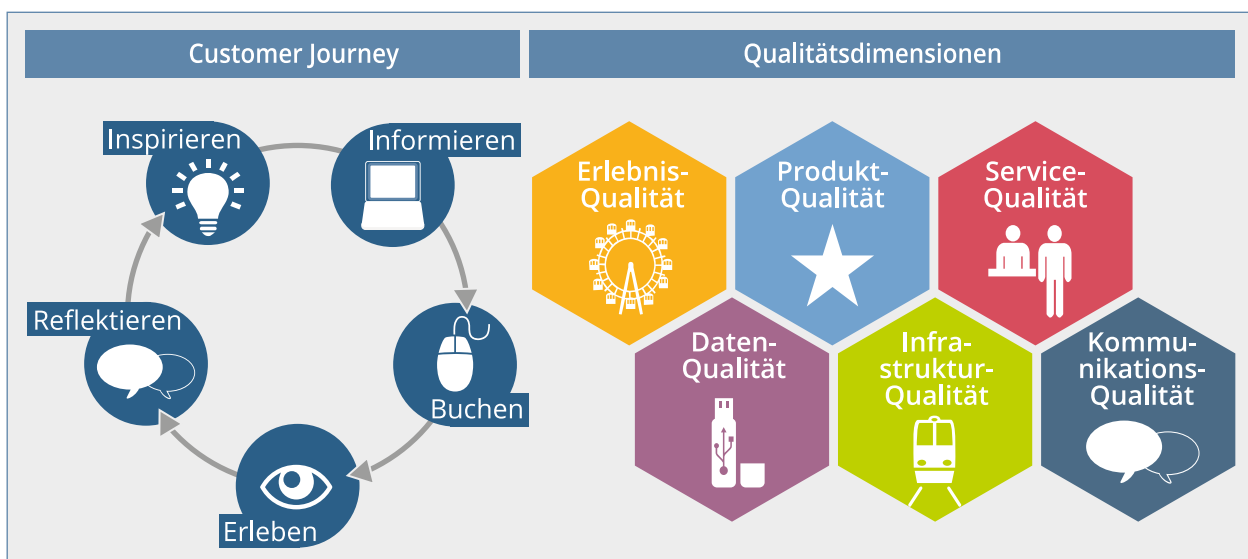 Customer Journey
Qualitätsdimensionen
Inspirieren
Informieren
Buchen
Erleben
Reflektieren
Erlebnis-
Qualität
Produkt-
Qualität
Service-
Qualität
Daten-
Qualität
Infra-
struktur-
Qualität
Kommu-
nikations-
Qualität